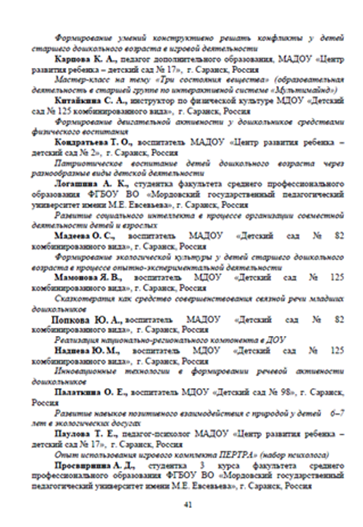 Формирование умений конструктивно решать конфликты у детей
старшего дошкольного возраста в игровой деятельности
Карпова К. А., педагог дополнительного образования, МАДОУ «Центр
развития ребенка – детский сад № 17», г. Саранск, Россия
Мастер-класс на тему «Три состояния вещества» (образовательная
деятельность в старшей группе по интерактивной системе «Мультимайнд»)
Китайкина С. А., инструктор по физической культуре МДОУ «Детский
сад № 125 комбинированного вида», г. Саранск, Россия
Формирование двигательной активности у дошкольников средствами
физического воспитания
Кондратьева Т. О., воспитатель МАДОУ «Центр развития ребенка –
детский сад № 2», г. Саранск, Россия
Патриотическое воспитание детей дошкольного возраста через
разнообразные виды детской деятельности
Легашина А. К., студентка факультета среднего профессионального
образования ФГБОУ ВО «Мордовский государственный педагогический
университет имени М.Е. Евсевьева», г. Саранск, Россия
Развитие социального интеллекта в процессе организации совместной
деятельности детей и взрослых
Мадеева О. С., воспитатель МАДОУ «Детский сад № 82
комбинированного вида», г. Саранск, Россия
Формирование экологической культуры у детей старшего дошкольного
возраста в процессе опытно-экспериментальной деятельности
Мамонова Я. В., воспитатель МДОУ «Детский сад № 125
комбинированного вида», г. Саранск, Россия
Сказкотерапия как средство совершенствования связной речи младших
дошкольников
Попкова Ю. А., воспитатель МАДОУ «Детский сад № 82
комбинированного вида», г. Саранск, Россия
Реализация национально-регионального компонента в ДОУ
Надиева Ю. М., воспитатель МДОУ «Детский сад № 125
комбинированного вида», г. Саранск, Россия
Инновационные технологии в формировании речевой активности
дошкольников
Палаткина О. Е., воспитатель МДОУ «Детский сад № 98», г. Саранск,
Россия
Развитие навыков позитивного взаимодействия с природой у детей 6–7
лет в экологических досугах
Паулова Т. Е., педагог-психолог МАДОУ «Центр развития ребенка –
детский сад № 17», г. Саранск, Россия
Опыт использования игрового комплекта ПЕРТРА» (набор психолога)
Просвирнина А. Д., студентка 3 курса факультета среднего
профессионального образования ФГБОУ ВО «Мордовский государственный
педагогический университет имени М. Е. Евсевьева», г. Саранск, Россия
41